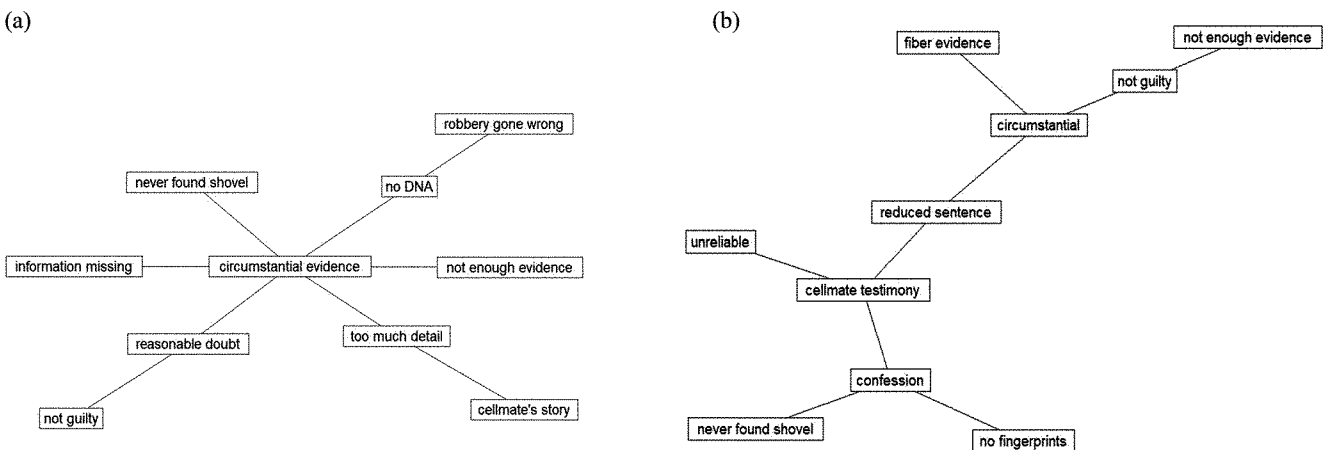 (a)
robbery gone wrong
never found shovel
no DNA
information missing
circumstantial evidence
not enough evidence
reasonable doubt
too much detail
not guilty
cellmate's story
(b)
fiber evidence
not enough evidence
not guilty
circumstantial
reduced sentence
unreliable
cellmate testimony
confession
never found shovel
no fingerprints